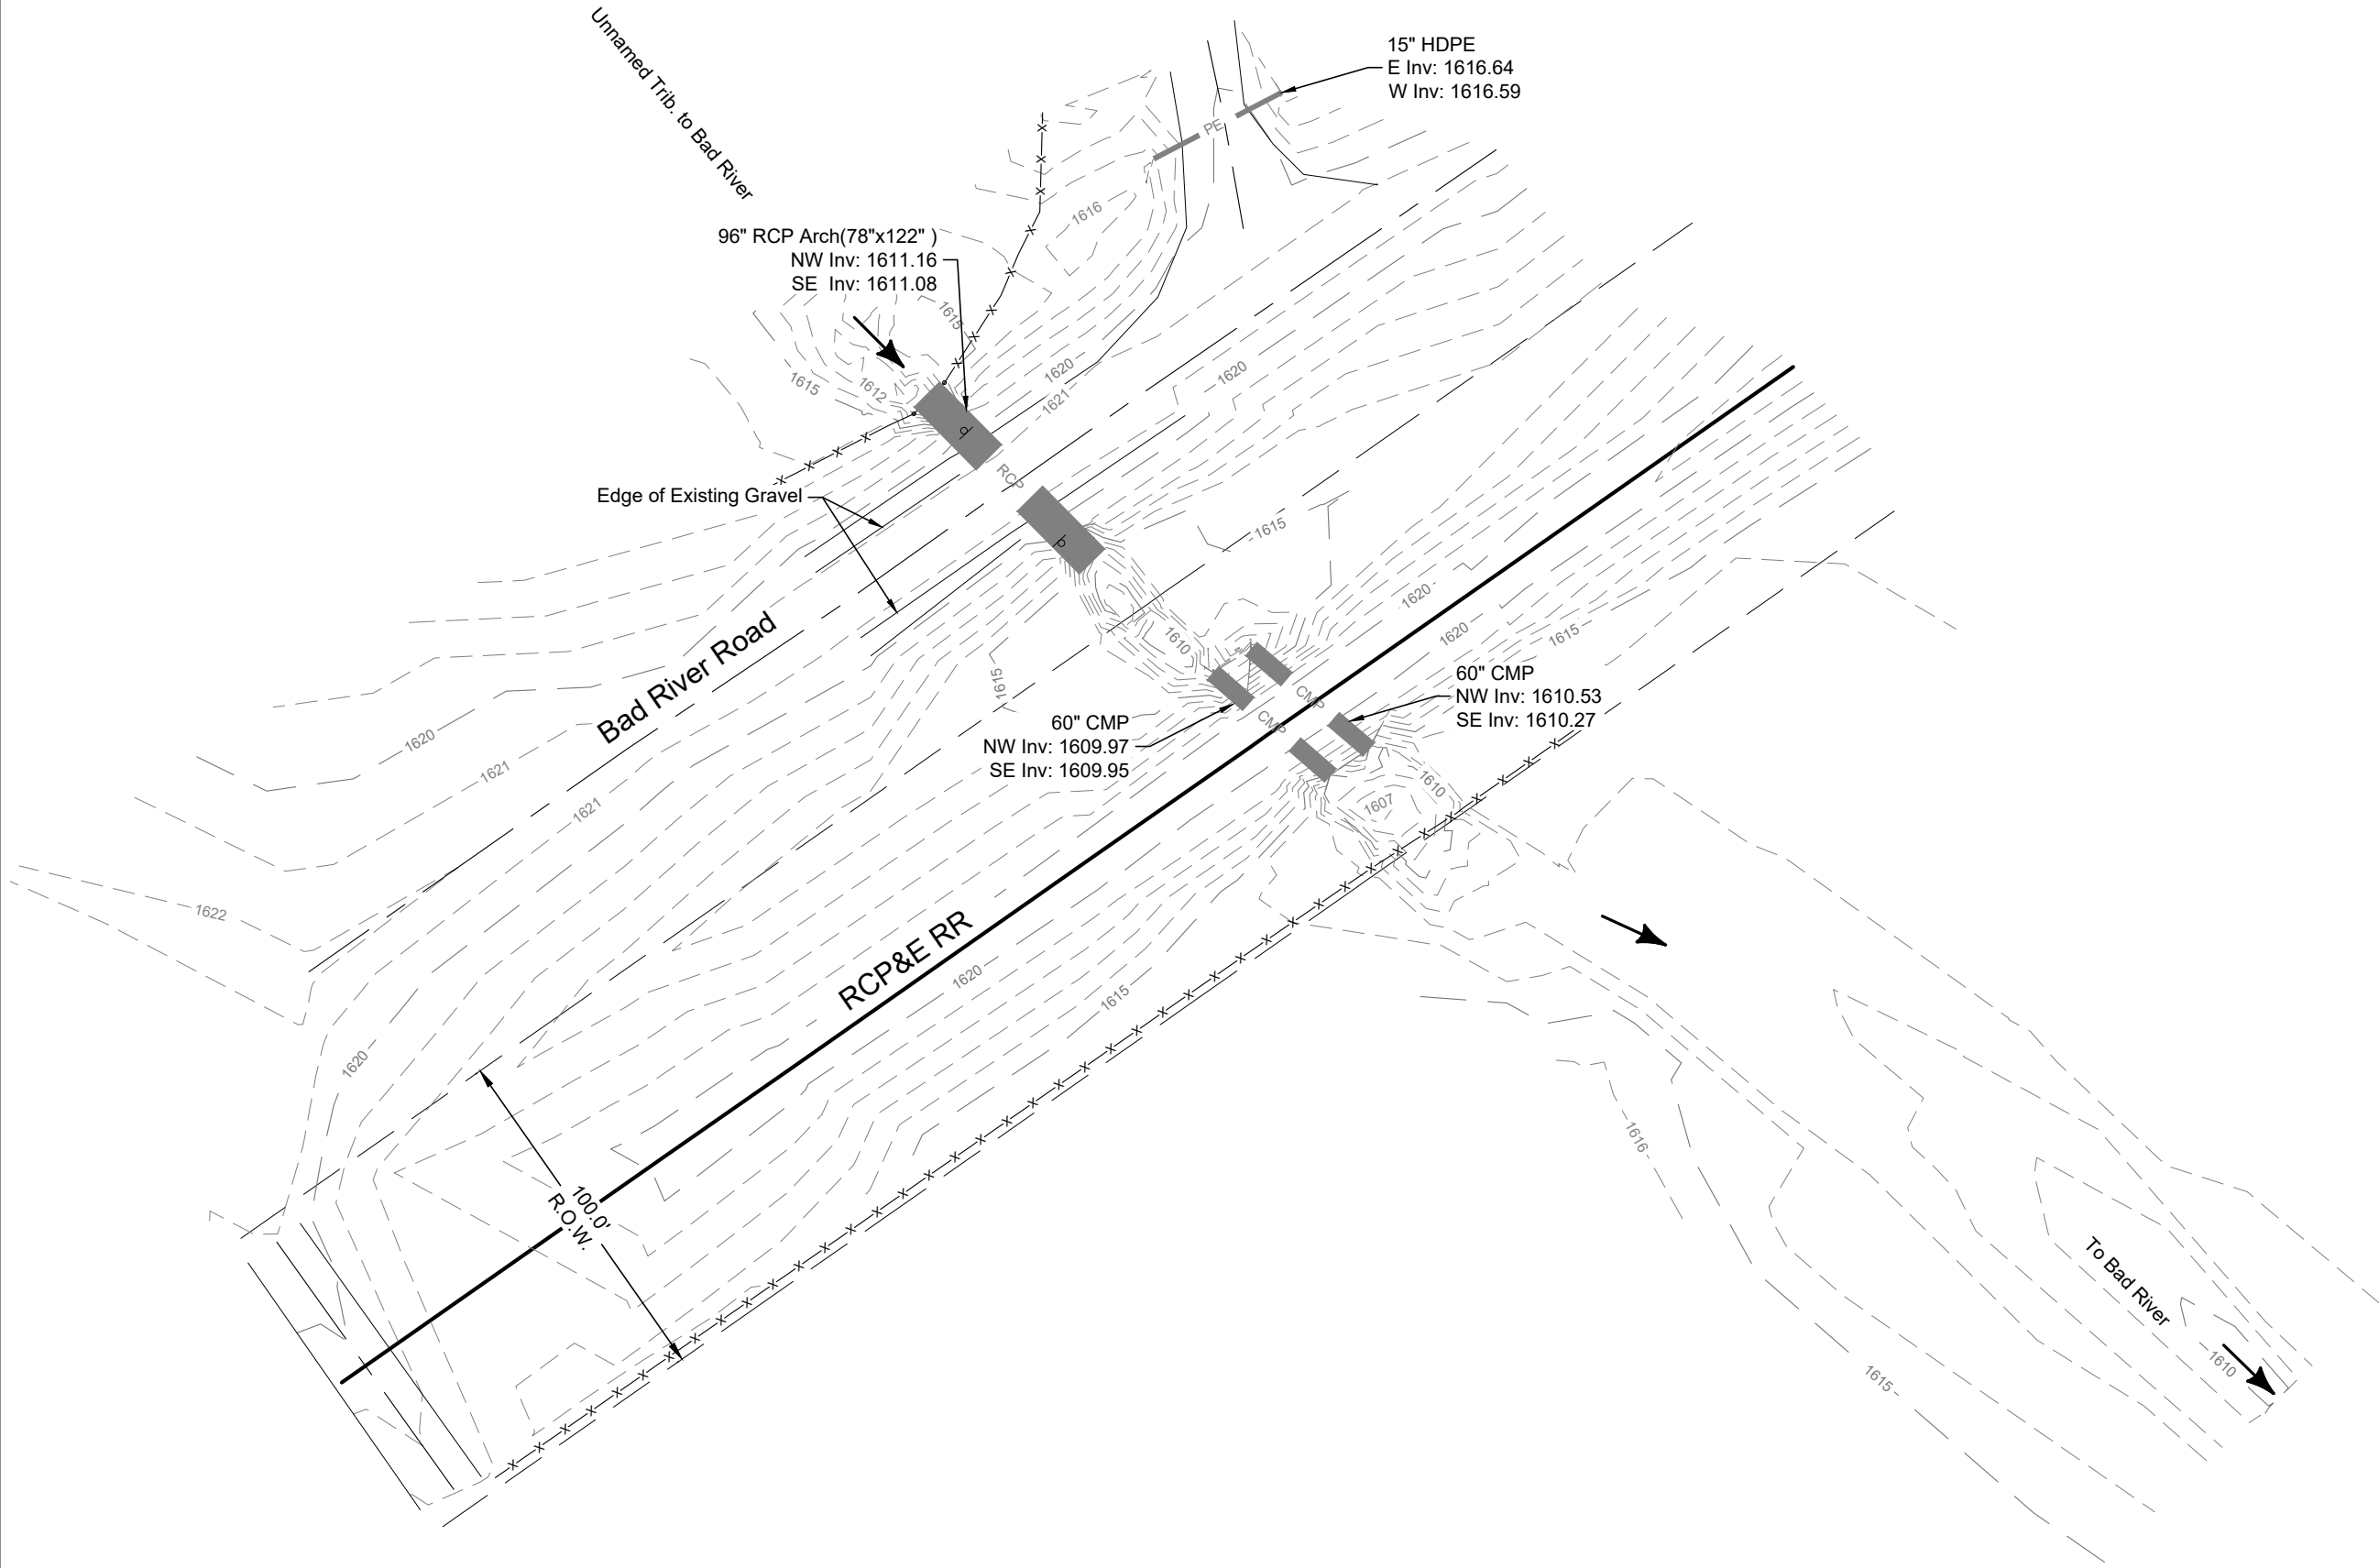 Unnamed Trib. to Bad River
15" HDPE
E Inv: 1616.64
W Inv: 1616.59
PE
1616
96" RCP Arch(78"x122" )
NW Inv: 1611.16
SE  Inv: 1611.08
1615
1620
1620
1615
1612
1621
RCP
Edge of Existing Gravel
1615
1620
1610
1620
1615
Bad River Road
1615
60" CMP
NW Inv: 1610.53
SE Inv: 1610.27
CMP
CMP
60" CMP
NW Inv: 1609.97
SE Inv: 1609.95
1620
1621
1610
1607
1621
1622
RCP&E RR
1620
1615
1620
1616
100.0'
R.O.W.
To Bad River
1610
1615